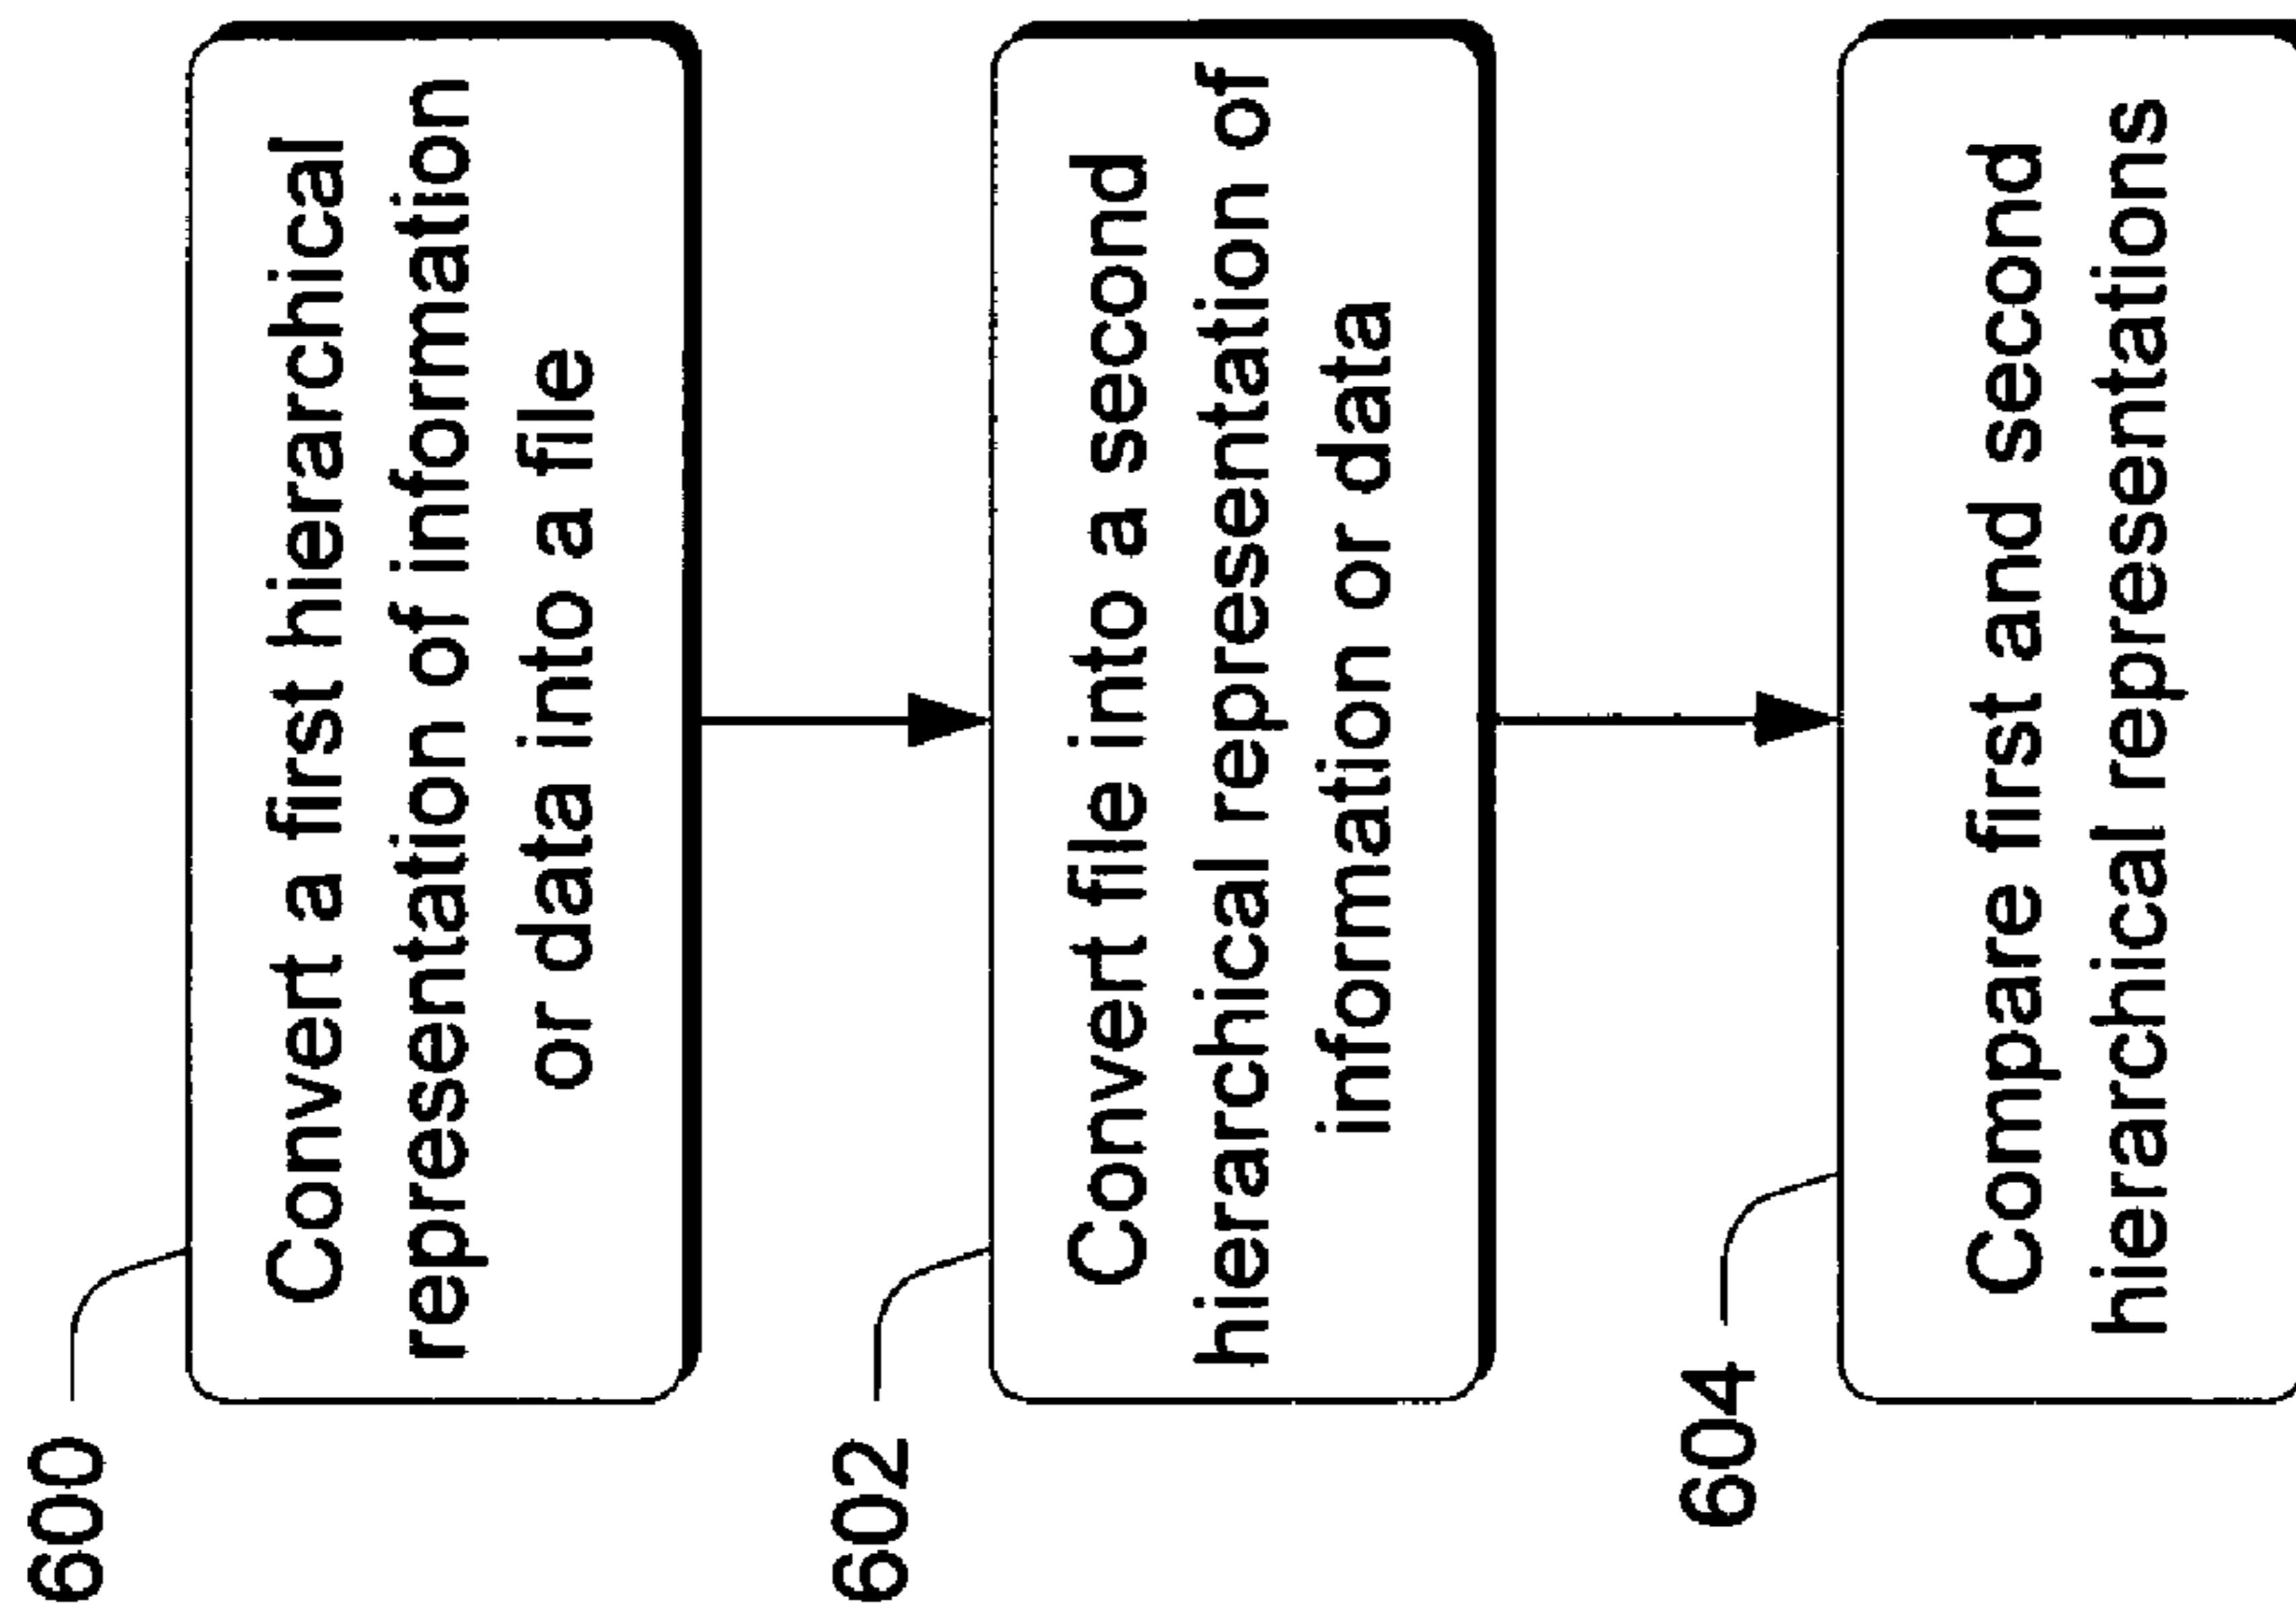 600
Convert a first hierarchical
representation of information
or data into a file
602
Convert file into a second
hierarchical representation of
information or data
604
Compare first and second
hierarchical representations